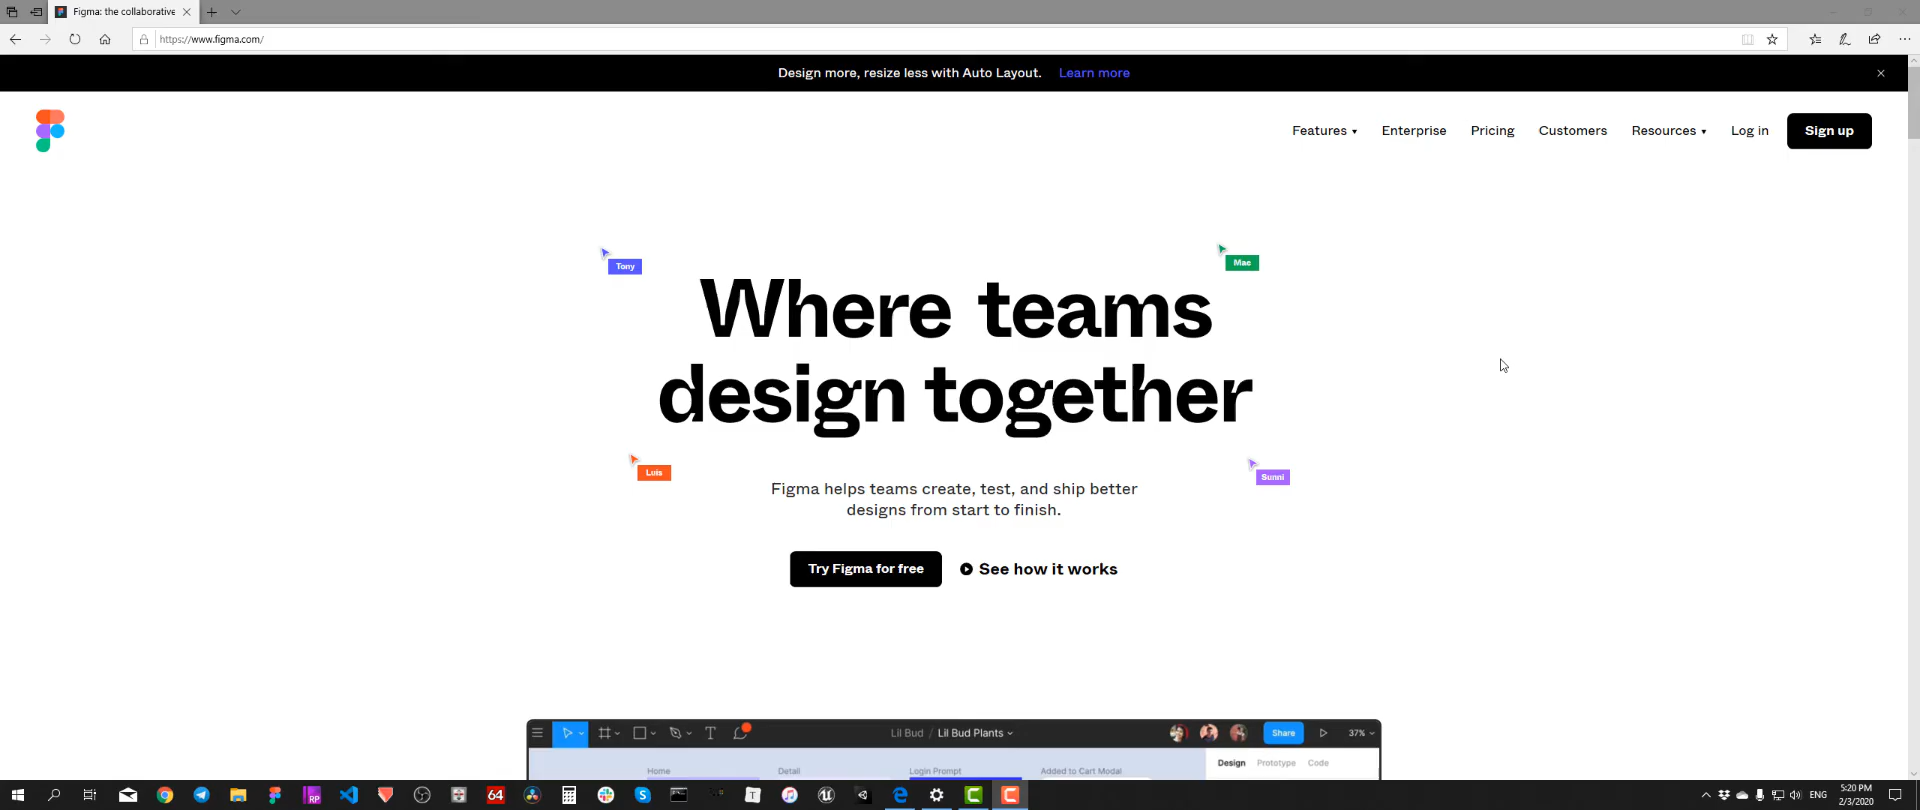 Figma: the collaborative
https://www.figma.com/
Design more, resize less with Auto Layout. Learn more
Features Enterprise Pricing Customers Resources Log in Sign up
Tony
Mac
Where teams
design together
Luis
Sunni
Figma helps teams create, test, and ship better
designs from start to finish.
Try Figma for free See how it works
Lil Bud / Lil Bud Plants Share 37%
Design Prototype Code
Home Detail Login Prompt Added to Cart Modal
RP 64 ENG 5:20 PM
2/3/2020